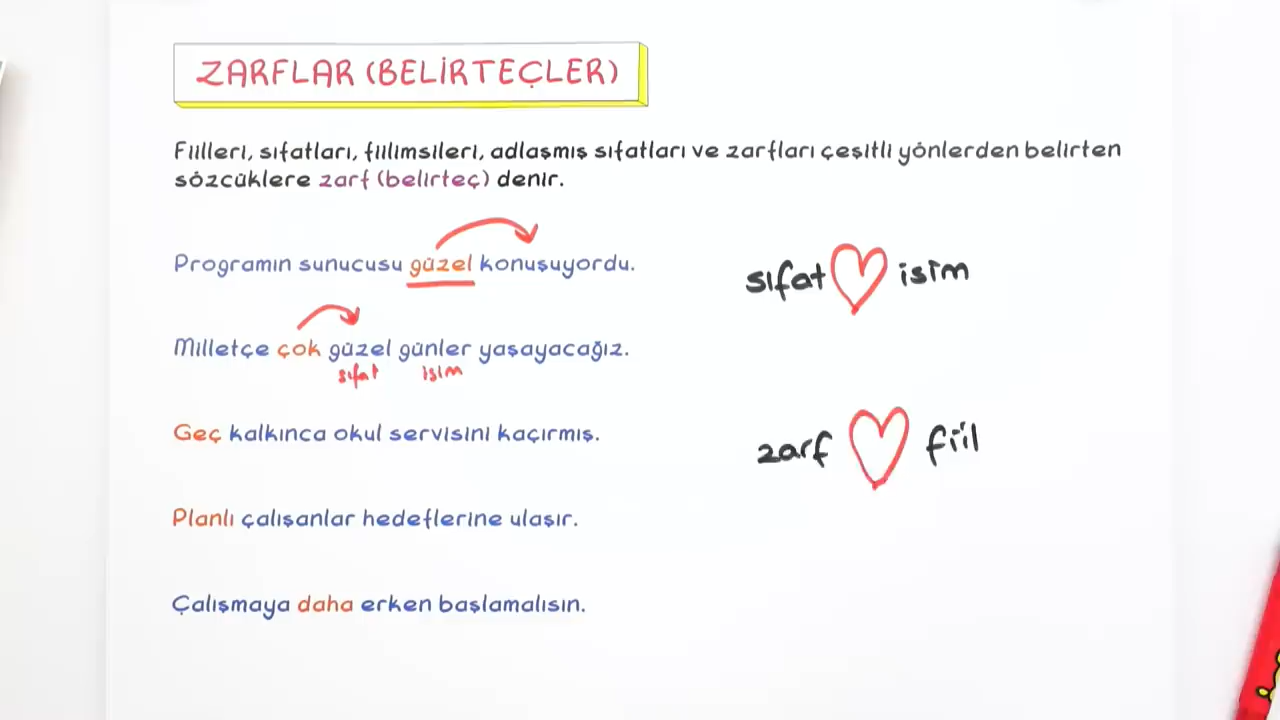 ZARFLAR (BELİRTEÇLER)
Fiilleri, sıfatları, fiilimsileri, adlaşmış sıfatları ve zarfları çeşitli yönlerden belirten
sözcüklere zarf (belirteç) denir.
Programın sunucusu güzel konuşuyordu.
sıfat isim
Milletçe çok güzel günler yaşayacağız.
sıfat isim
Geç kalkınca okul servisini kaçırmış.
zarf fiil
Planlı çalışanlar hedeflerine ulaşır.
Çalışmaya daha erken başlamalısın.